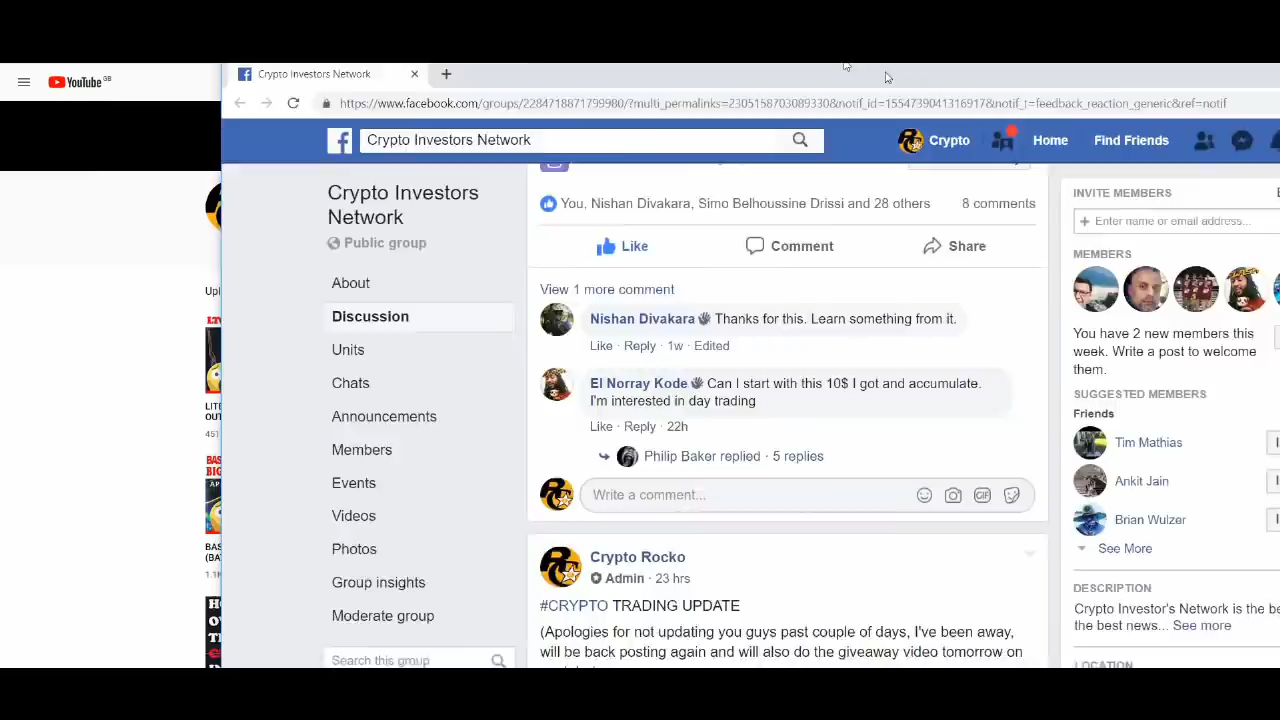 Crypto Investors Network
YouTube GB
https://www.facebook.com/groups/2284718871799980/?multi_permalinks=2305158703089330&notif_id=1554739041316917&notif_t=feedback_reaction_generic&ref=notif
Crypto Investors Network
Crypto
Home
Find Friends
Crypto Investors
Network
Public group
About
Discussion
Units
Chats
Announcements
Members
Events
Videos
Photos
Group insights
Moderate group
Search this group
You, Nishan Divakara, Simo Belhoussine Drissi and 28 others
8 comments
Like
Comment
Share
View 1 more comment
Nishan Divakara Thanks for this. Learn something from it.
Like · Reply · 1w · Edited
El Norray Kode Can I start with this 10$ I got and accumulate.
I'm interested in day trading
Like · Reply · 22h
Philip Baker replied · 5 replies
Write a comment...
GIF
Crypto Rocko
Admin · 23 hrs
#CRYPTO TRADING UPDATE
(Apologies for not updating you guys past couple of days, I've been away,
will be back posting again and will also do the giveaway video tomorrow on
INVITE MEMBERS
+ Enter name or email address...
MEMBERS
You have 2 new members this
week. Write a post to welcome
them.
SUGGESTED MEMBERS
Friends
Tim Mathias
Ankit Jain
Brian Wulzer
See More
DESCRIPTION
Crypto Investor's Network is the be
the best news... See more
LOCATION